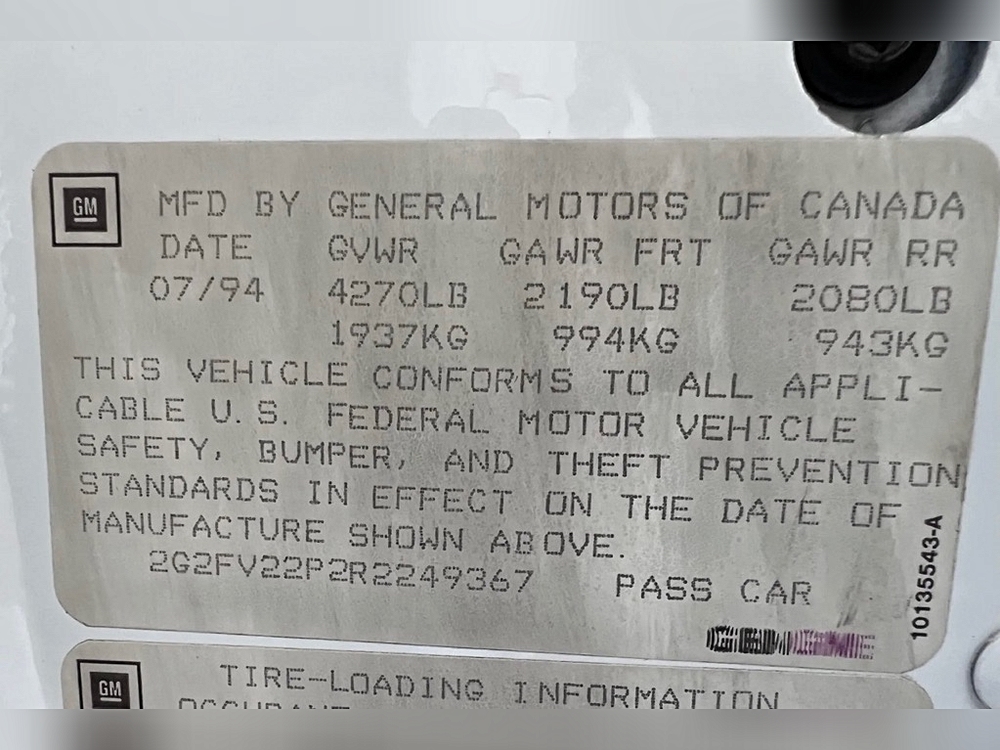 GM
MFD BY GENERAL MOTORS OF CANADA
DATE GVWR GAWR FRT GAWR RR
07/94 4270LB 2190LB 2080LB
1937KG 994KG 943KG
THIS VEHICLE CONFORMS TO ALL APPLI-
CABLE U.S. FEDERAL MOTOR VEHICLE
SAFETY, BUMPER, AND THEFT PREVENTION
STANDARDS IN EFFECT ON THE DATE OF
MANUFACTURE SHOWN ABOVE.
2G2FV22P2R2249367 PASS CAR
10135543-A
GM
TIRE-LOADING INFORMATION